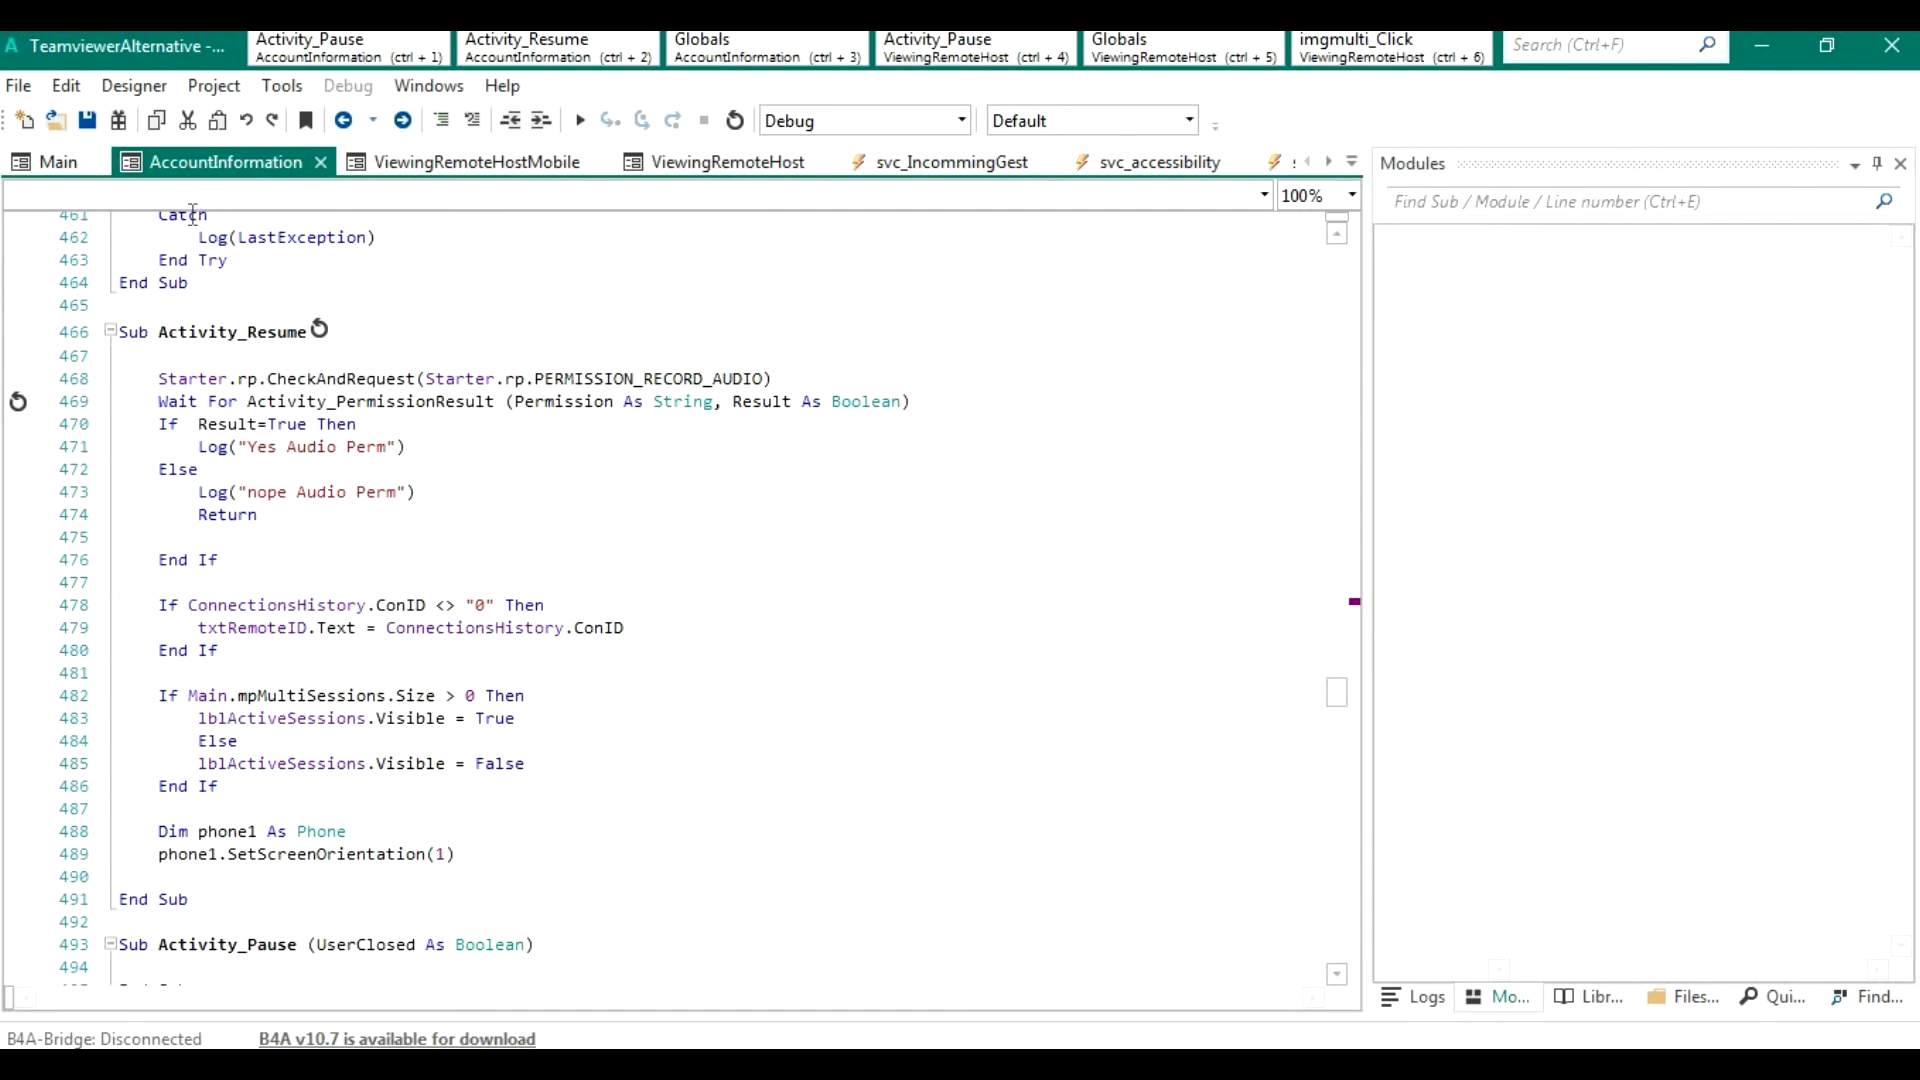 TeamviewerAlternative -...
Activity_Pause
AccountInformation (ctrl + 1)
Activity_Resume
AccountInformation (ctrl + 2)
Globals
AccountInformation (ctrl + 3)
Activity_Pause
ViewingRemoteHost (ctrl + 4)
Globals
ViewingRemoteHost (ctrl + 5)
imgmulti_Click
ViewingRemoteHost (ctrl + 6)
Search (Ctrl+F)
File Edit Designer Project Tools Debug Windows Help
Debug Default
Main AccountInformation ViewingRemoteHostMobile ViewingRemoteHost svc_IncommingGest svc_accessibility
Modules
100%
Find Sub / Module / Line number (Ctrl+E)
461 Catch
462 Log(LastException)
463 End Try
464 End Sub
465
466 Sub Activity_Resume
467
468 Starter.rp.CheckAndRequest(Starter.rp.PERMISSION_RECORD_AUDIO)
469 Wait For Activity_PermissionResult (Permission As String, Result As Boolean)
470 If  Result=True Then
471 Log("Yes Audio Perm")
472 Else
473 Log("nope Audio Perm")
474 Return
475
476 End If
477
478 If ConnectionsHistory.ConID <> "0" Then
479 txtRemoteID.Text = ConnectionsHistory.ConID
480 End If
481
482 If Main.mpMultiSessions.Size > 0 Then
483 lblActiveSessions.Visible = True
484 Else
485 lblActiveSessions.Visible = False
486 End If
487
488 Dim phone1 As Phone
489 phone1.SetScreenOrientation(1)
490
491 End Sub
492
493 Sub Activity_Pause (UserClosed As Boolean)
494
Logs Mo... Libr... Files... Qui... Find...
B4A-Bridge: Disconnected
B4A v10.7 is available for download